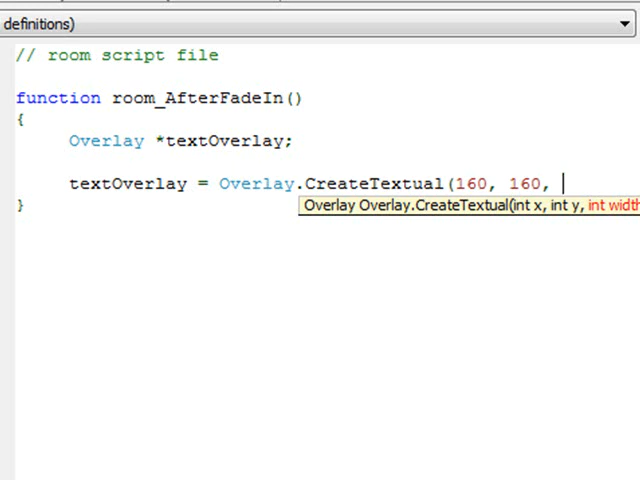 definitions)
// room script file
function room_AfterFadeIn()
{
Overlay *textOverlay;
textOverlay = Overlay.CreateTextual(160, 160,
Overlay Overlay.CreateTextual(int x, int y, int width
}